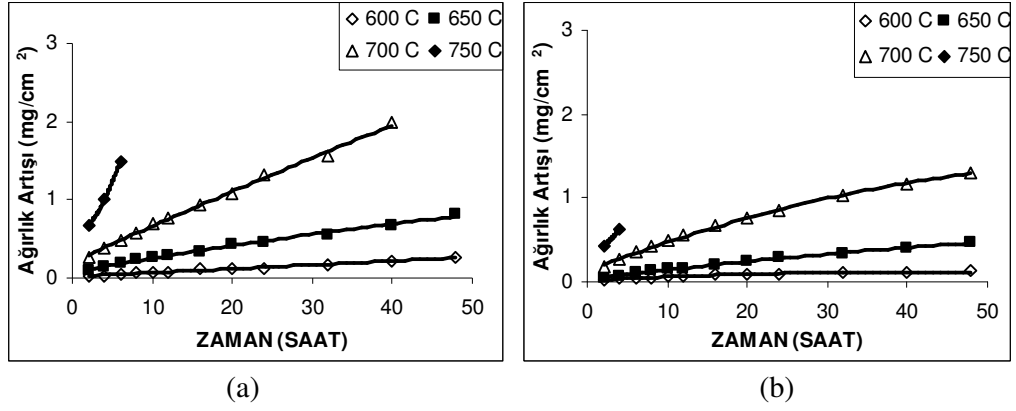 ◇ 600 C ■ 650 C
△ 700 C ◆ 750 C
Ağırlık Artışı (mg/cm ²)
3
2
1
0
0 10 20 30 40 50
ZAMAN (SAAT)
(a)
◇ 600 C ■ 650 C
△ 700 C ◆ 750 C
Ağırlık Artışı (mg/cm ²)
3
2
1
0
0 10 20 30 40 50
ZAMAN (SAAT)
(b)